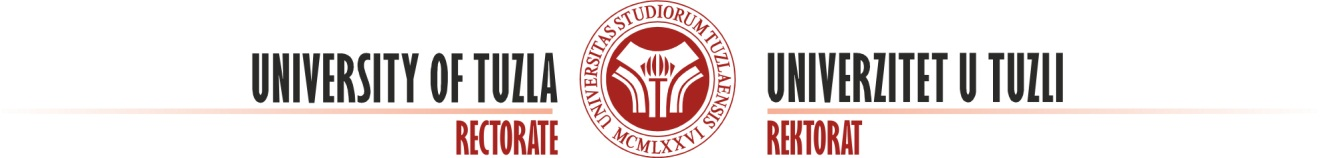 UNIVERSITY OF TUZLA
RECTORATE
UNIVERSITAS STUDIORUM TUZLAENSIS
MCMLXXVI
UNIVERZITET U TUZLI
REKTORAT